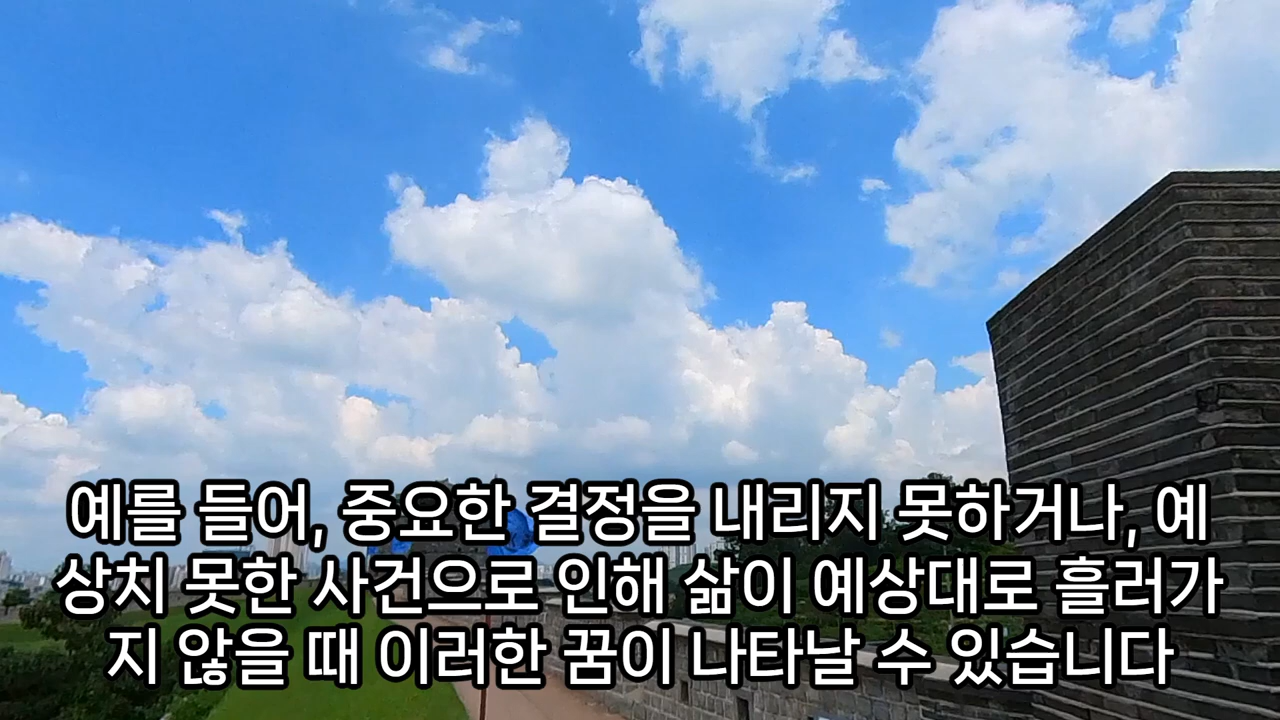 예를 들어, 중요한 결정을 내리지 못하거나, 예
상치 못한 사건으로 인해 삶이 예상대로 흘러가
지 않을 때 이러한 꿈이 나타날 수 있습니다